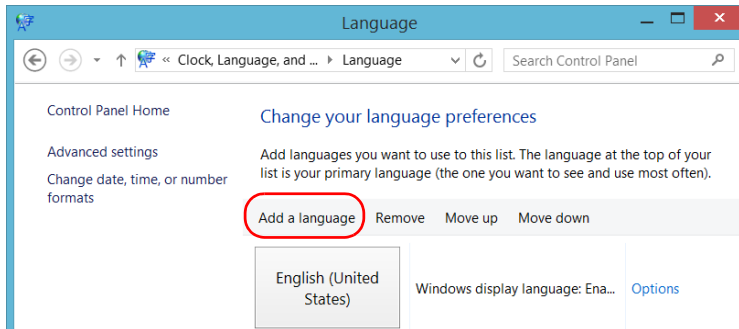 Language
« Clock, Language, and ... Language
Search Control Panel
Control Panel Home
Advanced settings
Change date, time, or number
formats
Change your language preferences
Add languages you want to use to this list. The language at the top of your
list is your primary language (the one you want to see and use most often).
Add a language Remove Move up Move down
English (United
States)
Windows display language: Ena...
Options